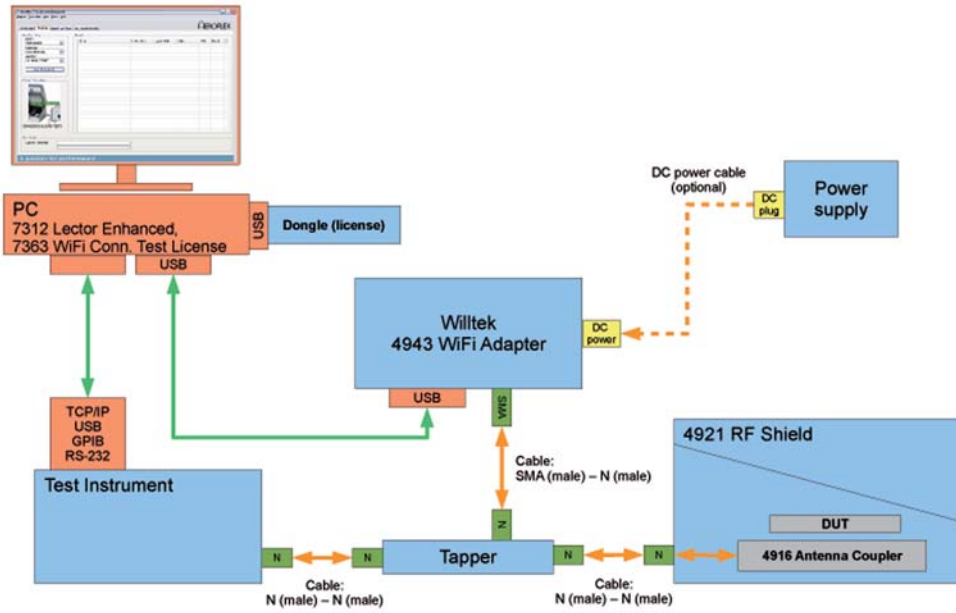 AEROFLEX
PC
7312 Lector Enhanced,
7363 WiFi Conn. Test License
USB
Dongle (license)
USB
DC power cable
(optional)
DC
plug
Power
supply
Willtek
4943 WiFi Adapter
DC
power
USB
SMA
TCP/IP
USB
GPIB
RS-232
Test Instrument
Cable:
SMA (male) – N (male)
4921 RF Shield
DUT
4916 Antenna Coupler
N
N
N
Tapper
N
N
Cable:
N (male) – N (male)
Cable:
N (male) – N (male)